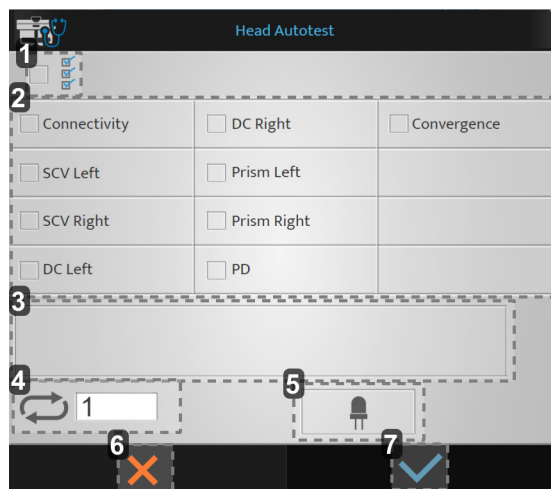 Head Autotest
1
2
Connectivity DC Right Convergence
SCV Left Prism Left
SCV Right Prism Right
DC Left PD
3
4 5
1
6 7